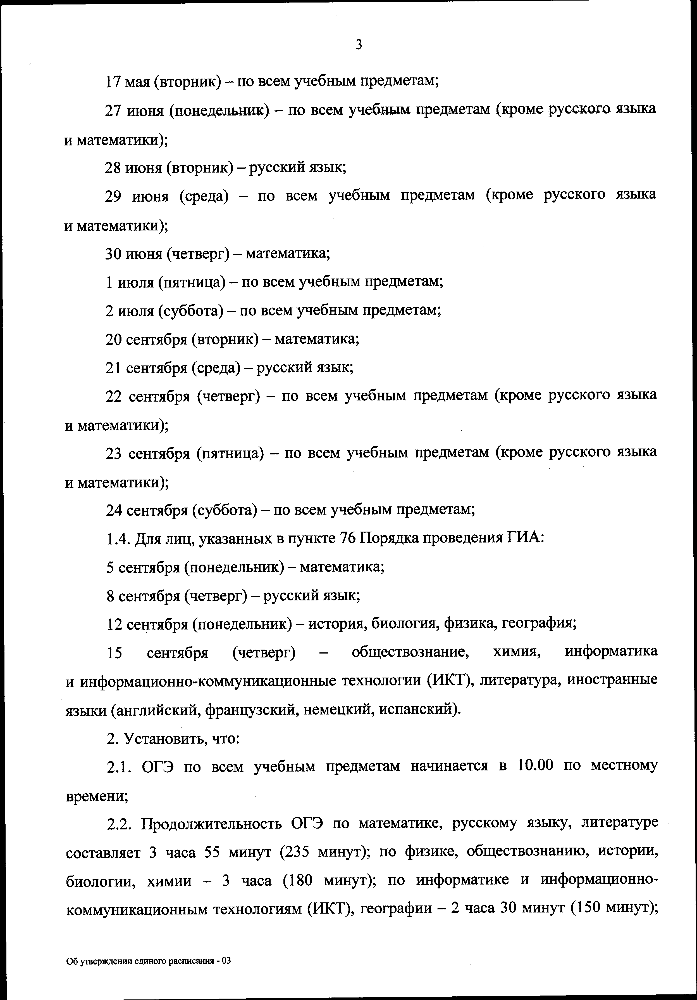 3
17 мая (вторник) – по всем учебным предметам;
27 июня (понедельник) – по всем учебным предметам (кроме русского языка
и математики);
28 июня (вторник) – русский язык;
29 июня (среда) – по всем учебным предметам (кроме русского языка
и математики);
30 июня (четверг) – математика;
1 июля (пятница) – по всем учебным предметам;
2 июля (суббота) – по всем учебным предметам;
20 сентября (вторник) – математика;
21 сентября (среда) – русский язык;
22 сентября (четверг) – по всем учебным предметам (кроме русского языка
и математики);
23 сентября (пятница) – по всем учебным предметам (кроме русского языка
и математики);
24 сентября (суббота) – по всем учебным предметам;
1.4. Для лиц, указанных в пункте 76 Порядка проведения ГИА:
5 сентября (понедельник) – математика;
8 сентября (четверг) – русский язык;
12 сентября (понедельник) – история, биология, физика, география;
15 сентября (четверг) – обществознание, химия, информатика
и информационно-коммуникационные технологии (ИКТ), литература, иностранные
языки (английский, французский, немецкий, испанский).
2. Установить, что:
2.1. ОГЭ по всем учебным предметам начинается в 10.00 по местному
времени;
2.2. Продолжительность ОГЭ по математике, русскому языку, литературе
составляет 3 часа 55 минут (235 минут); по физике, обществознанию, истории,
биологии, химии – 3 часа (180 минут); по информатике и информационно-
коммуникационным технологиям (ИКТ), географии – 2 часа 30 минут (150 минут);
Об утверждении единого расписания - 03